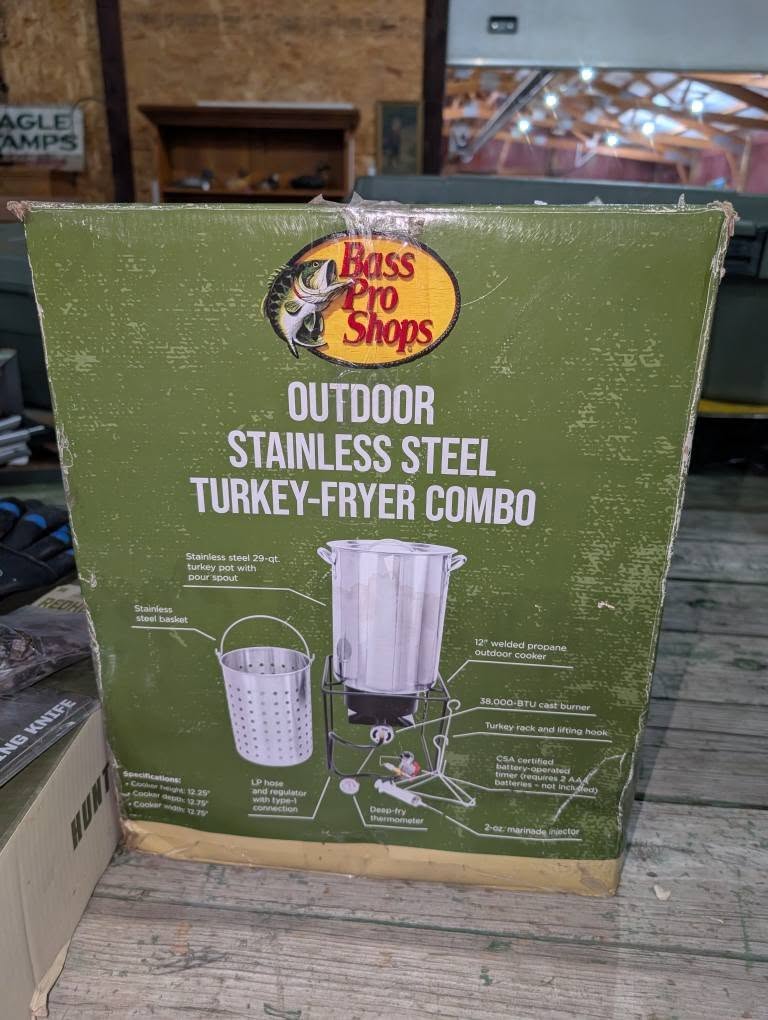 AGLE
AMPS
Bass
Pro
Shops
OUTDOOR
STAINLESS STEEL
TURKEY-FRYER COMBO
Stainless steel 29-qt.
turkey pot with
pour spout
Stainless
steel basket
12" welded propane
outdoor cooker
38,000-BTU cast burner
Turkey rack and lifting hook
CSA certified
battery-operated
timer (requires 2 AAA
batteries - not included)
Specifications:
• Cooker height: 12.25"
• Cooker depth: 12.75"
• Cooker width: 12.75"
LP hose
and regulator
with type-1
connection
Deep-fry
thermometer
2-oz. marinade injector
REDH
NG KNIFE
HUNT